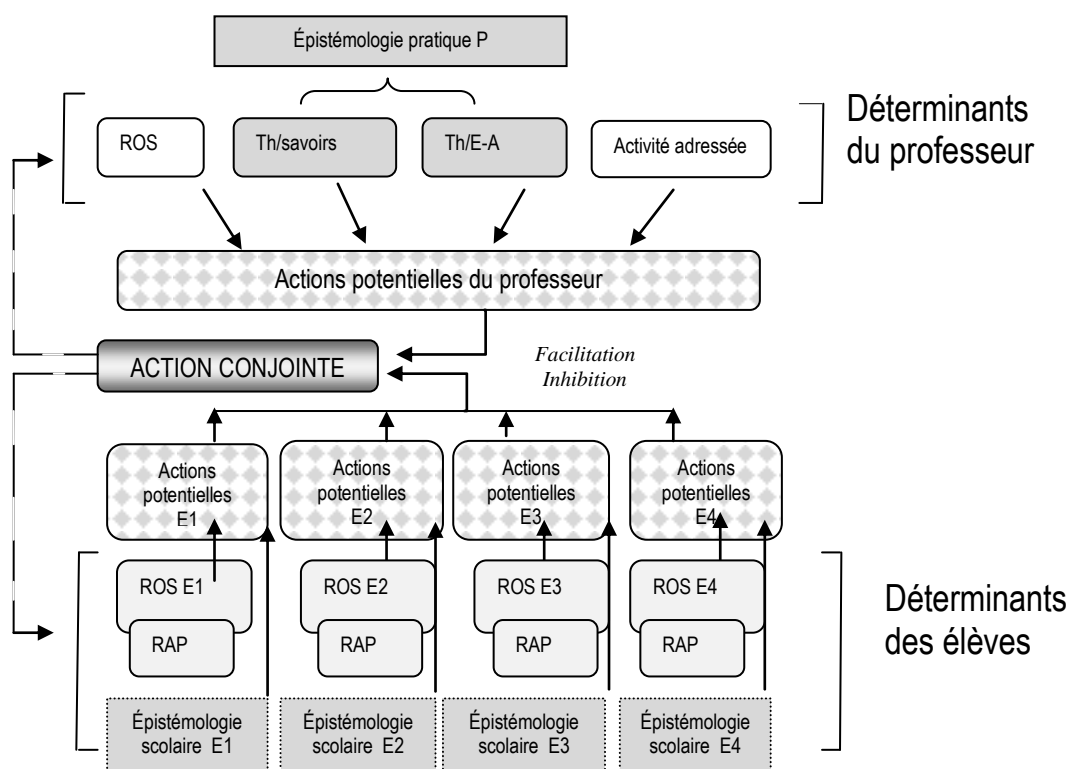 Épistémologie pratique P
Déterminants
du professeur
ROS
Th/savoirs
Th/E-A
Activité adressée
Actions potentielles du professeur
ACTION CONJOINTE
Facilitation
Inhibition
Actions
potentielles
E1
Actions
potentielles
E2
Actions
potentielles
E3
Actions
potentielles
E4
ROS E1
ROS E2
ROS E3
ROS E4
RAP
RAP
RAP
RAP
Déterminants
des élèves
Épistémologie
scolaire E1
Épistémologie
scolaire E2
Épistémologie
scolaire E3
Épistémologie
scolaire E4